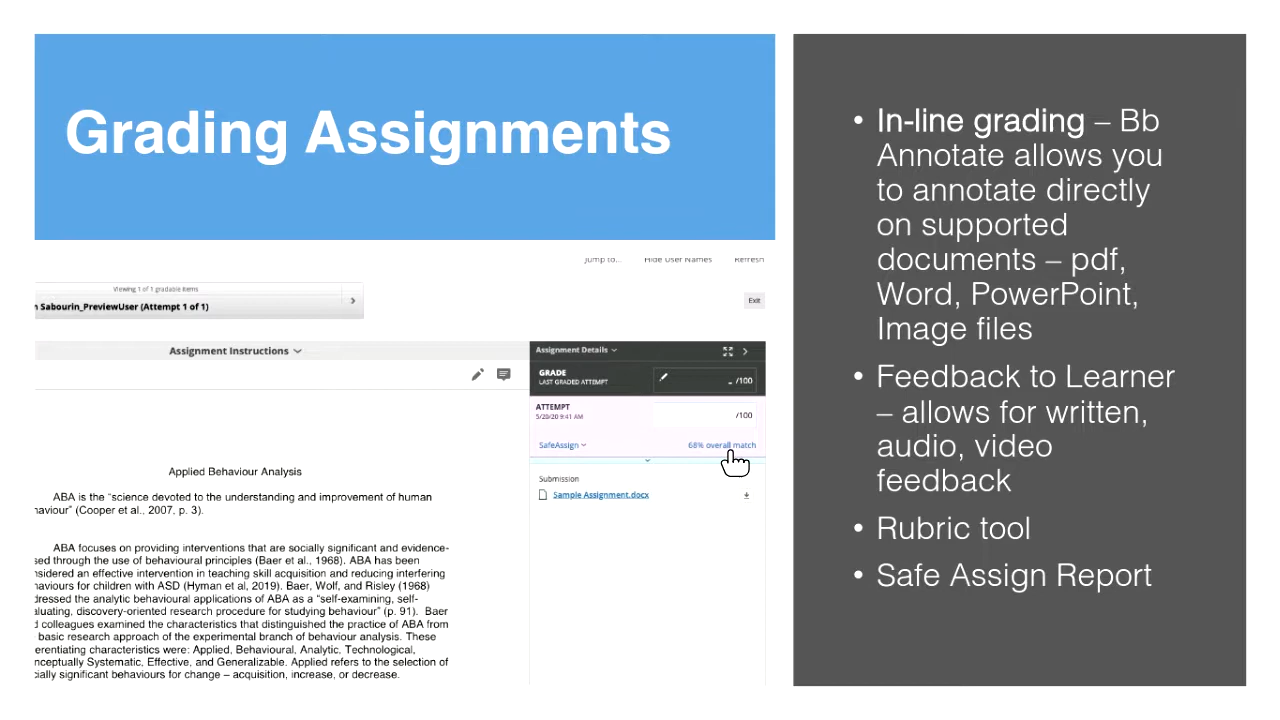 Grading Assignments
Jump to... Hide User Names Refresh
Viewing 1 of 1 gradable items
Sabourin_PreviewUser (Attempt 1 of 1)
Exit
Assignment Instructions
Assignment Details
GRADE
LAST GRADED ATTEMPT
- /100
ATTEMPT
5/20/20 9:41 AM
/100
SafeAssign
68% overall match
Submission
Sample Assignment.docx
Applied Behaviour Analysis
ABA is the “science devoted to the understanding and improvement of human
haviour” (Cooper et al., 2007, p. 3).
ABA focuses on providing interventions that are socially significant and evidence-
sed through the use of behavioural principles (Baer et al., 1968). ABA has been
nsidered an effective intervention in teaching skill acquisition and reducing interfering
haviours for children with ASD (Hyman et al, 2019). Baer, Wolf, and Risley (1968)
dressed the analytic behavioural applications of ABA as a “self-examining, self-
aluating, discovery-oriented research procedure for studying behaviour” (p. 91). Baer
d colleagues examined the characteristics that distinguished the practice of ABA from
basic research approach of the experimental branch of behaviour analysis. These
erentiating characteristics were: Applied, Behavioural, Analytic, Technological,
nceptually Systematic, Effective, and Generalizable. Applied refers to the selection of
cially significant behaviours for change – acquisition, increase, or decrease.
• In-line grading – Bb
Annotate allows you
to annotate directly
on supported
documents – pdf,
Word, PowerPoint,
Image files
• Feedback to Learner
– allows for written,
audio, video
feedback
• Rubric tool
• Safe Assign Report